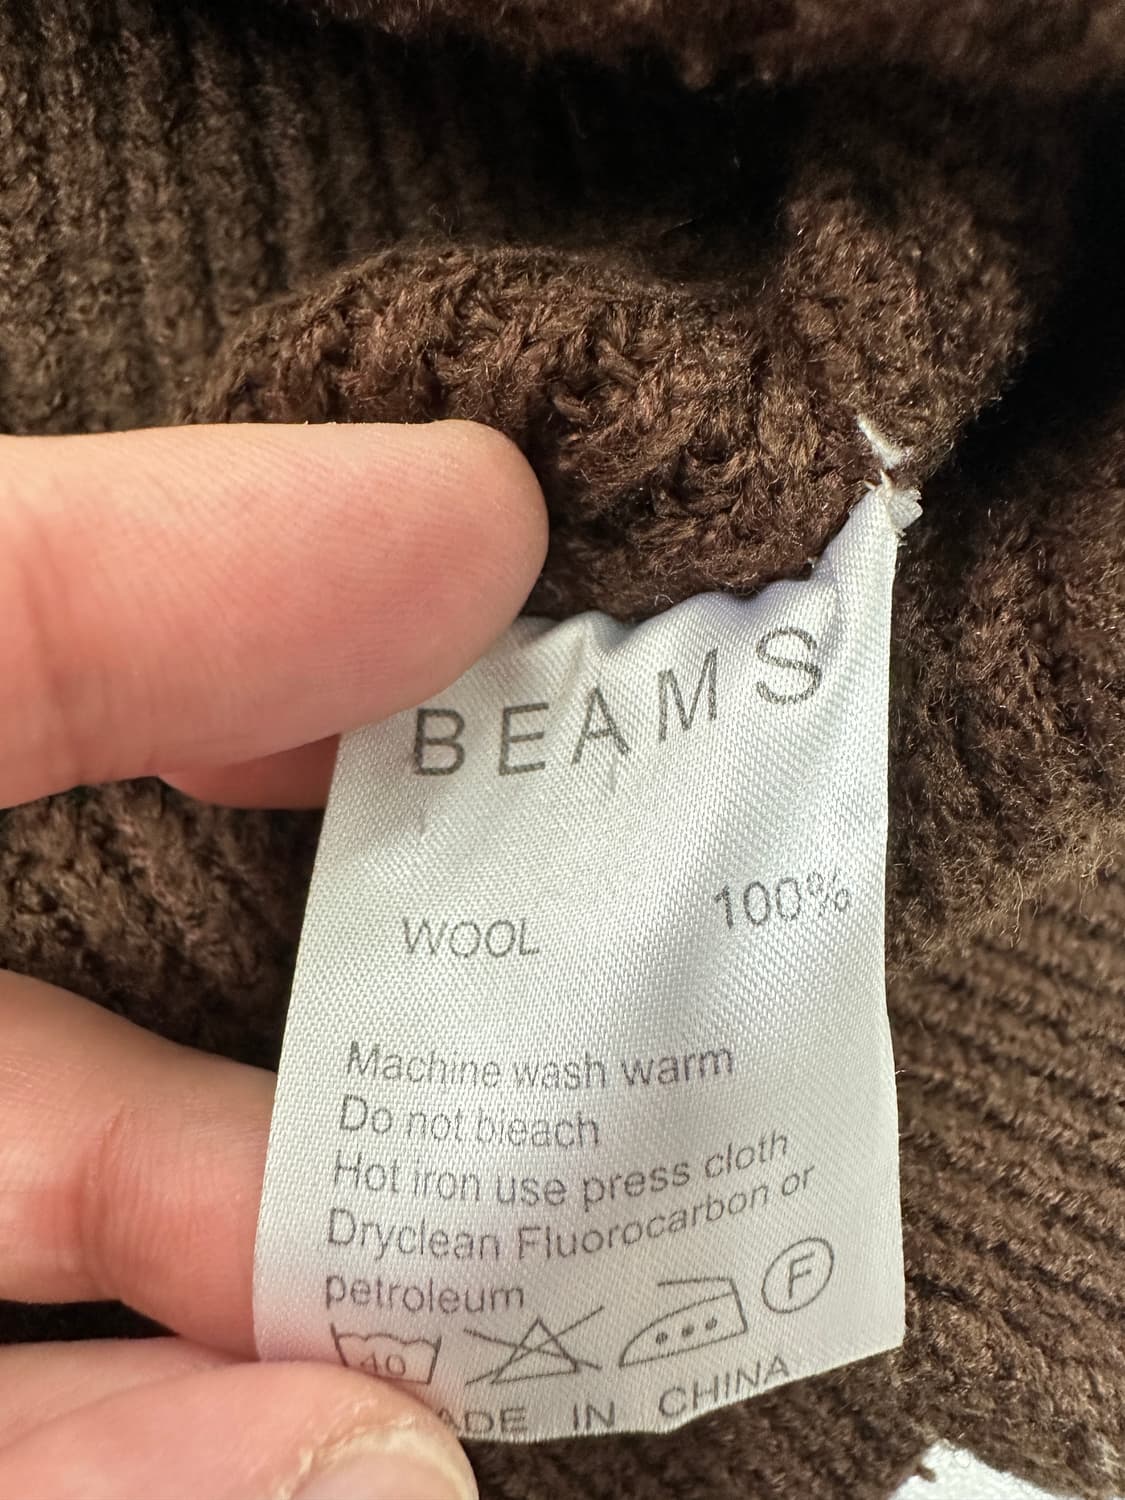 BEAMS
WOOL 100%
Machine wash warm
Do not bleach
Hot iron use press cloth
Dryclean Fluorocarbon or
petroleum
40 F
IN CHINA